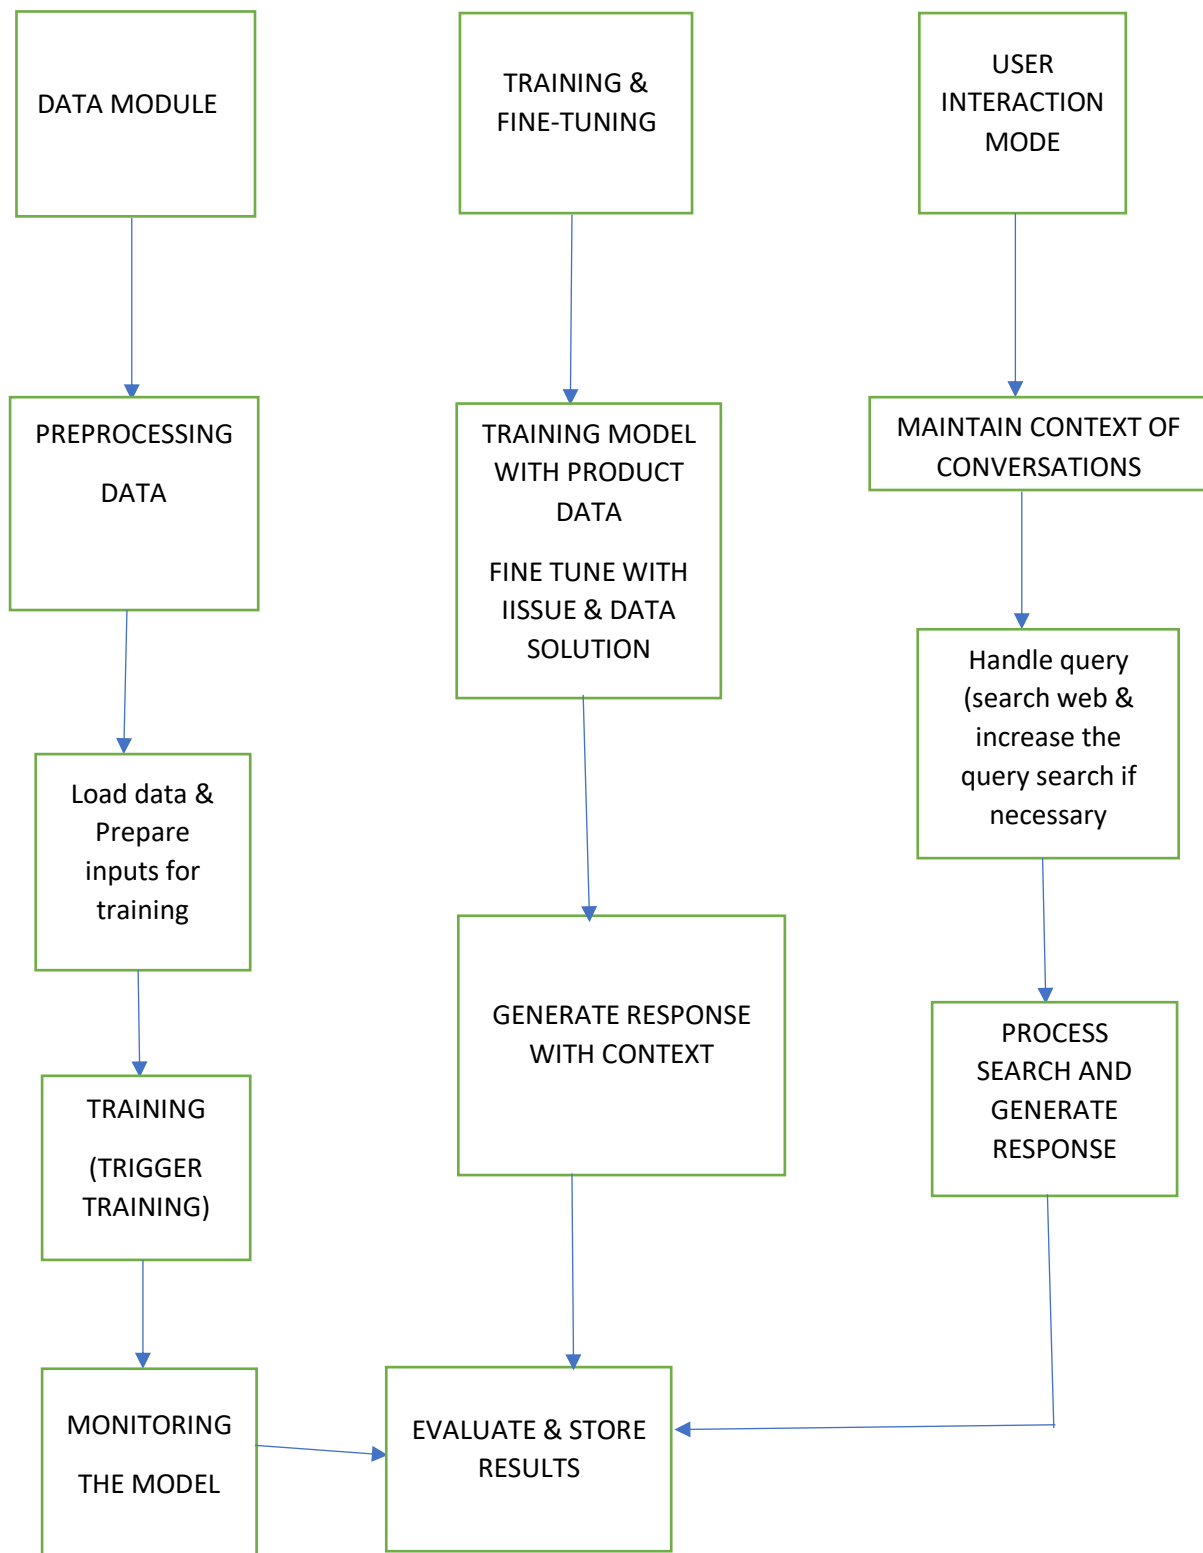 DATA MODULE
TRAINING &
FINE-TUNING
USER
INTERACTION
MODE
PREPROCESSING
DATA
TRAINING MODEL
WITH PRODUCT
DATA
FINE TUNE WITH
IISSUE & DATA
SOLUTION
MAINTAIN CONTEXT OF
CONVERSATIONS
Handle query
(search web &
increase the
query search if
necessary
Load data &
Prepare
inputs for
training
GENERATE RESPONSE
WITH CONTEXT
PROCESS
SEARCH AND
GENERATE
RESPONSE
TRAINING
(TRIGGER
TRAINING)
MONITORING
THE MODEL
EVALUATE & STORE
RESULTS